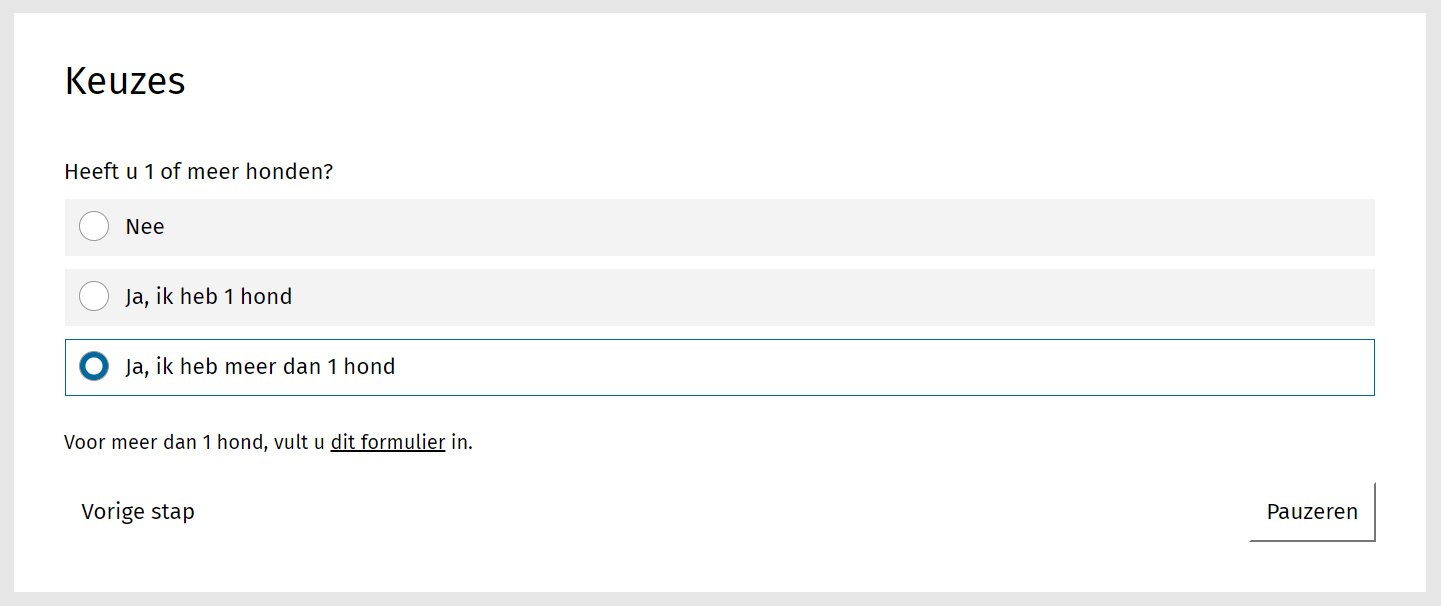 Keuzes
Heeft u 1 of meer honden?
Nee
Ja, ik heb 1 hond
Ja, ik heb meer dan 1 hond
Voor meer dan 1 hond, vult u dit formulier in.
Vorige stap
Pauzeren